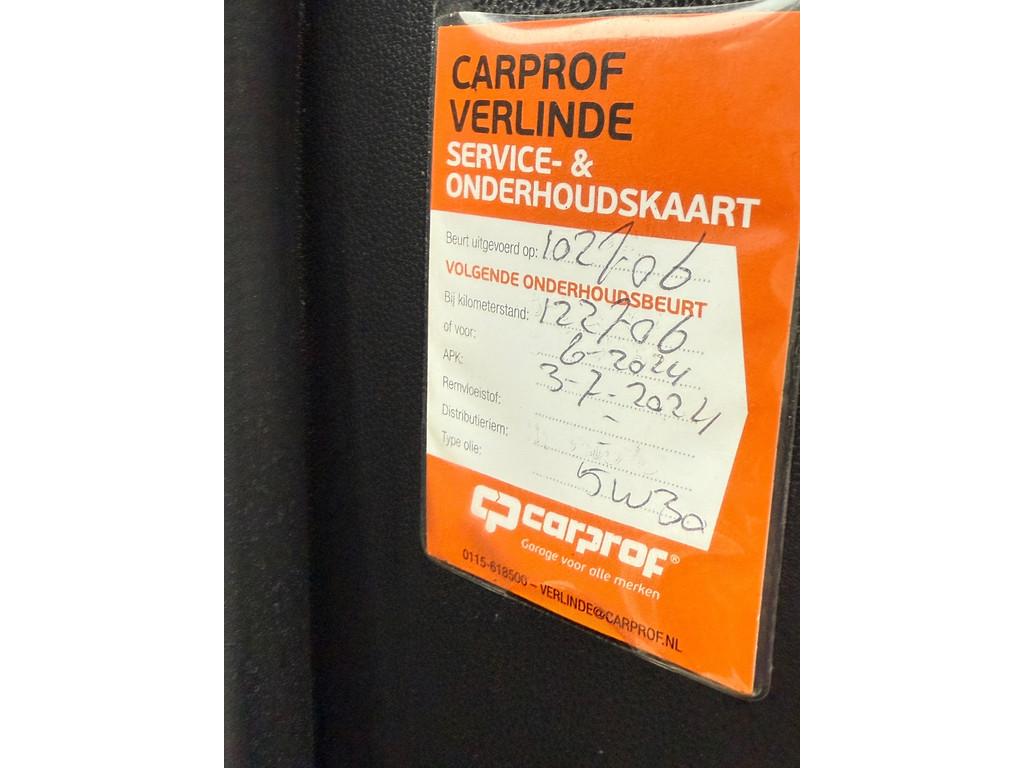 CARPROF
VERLINDE
SERVICE- &
ONDERHOUDSKAART
Beurt uitgevoerd op: 102706
VOLGENDE ONDERHOUDSBEURT
Bij kilometerstand: 122706
of voor: 6-2024
APK: 3-7-2024
Remvloeistof: -
Distributieriem: -
Type olie: 5W30
CP carprof®
Garage voor alle merken
0115-618500 – VERLINDE@CARPROF.NL